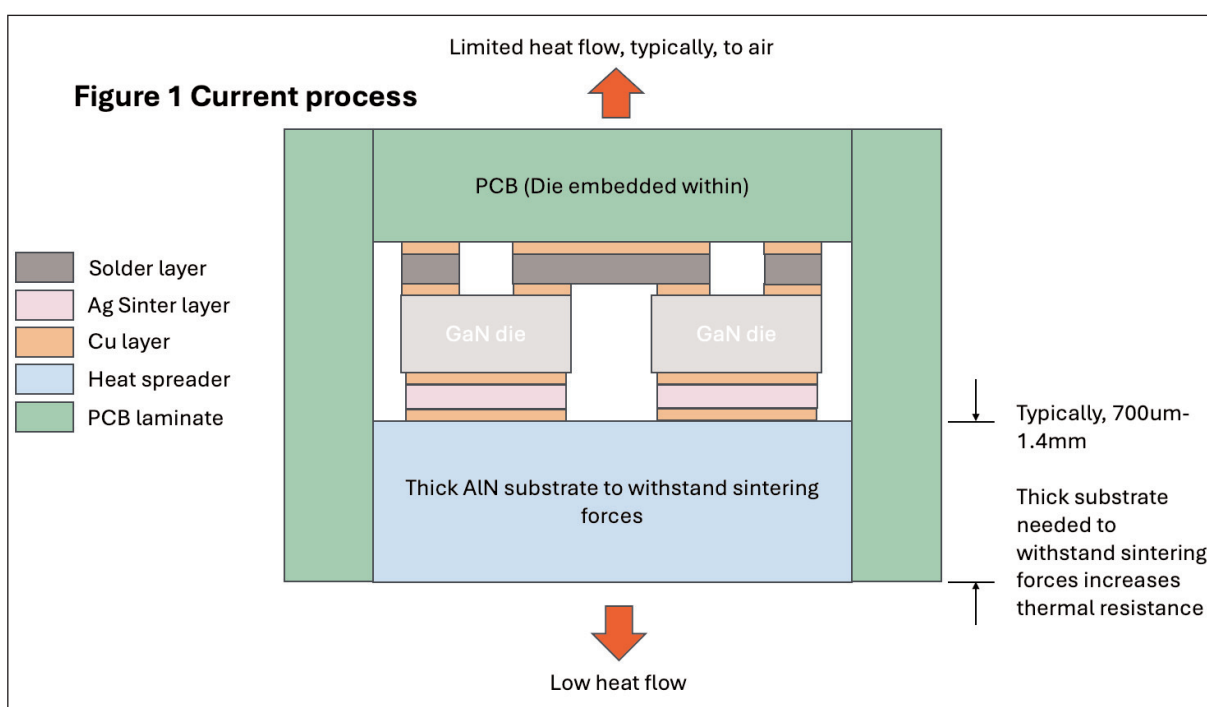 Limited heat flow, typically, to air
Figure 1 Current process
PCB (Die embedded within)
Solder layer
Ag Sinter layer
Cu layer
Heat spreader
PCB laminate
GaN die
GaN die
Thick AlN substrate to withstand sintering
forces
Typically, 700um-
1.4mm
Thick substrate
needed to
withstand sintering
forces increases
thermal resistance
Low heat flow